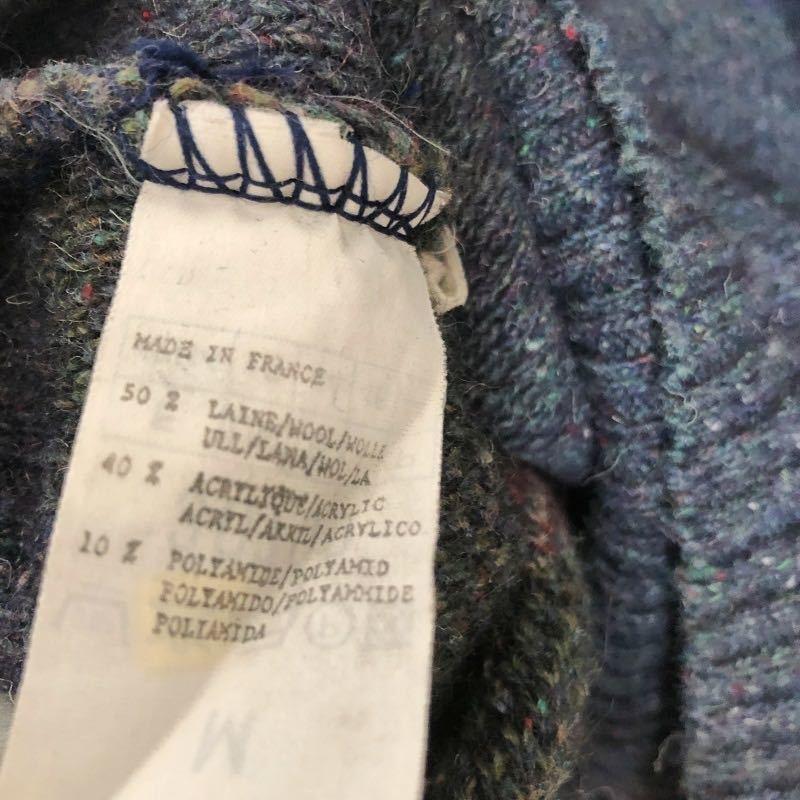 MADE IN FRANCE
50 % LAINE/WOOL/WOLLE
ULL/LANA/WOL/LA
40 % ACRYLIQUE/ACRYLIC
ACRYL/AKRIL/ACRYLICO
10 % POLYAMIDE/POLYAMID
POLYAMIDO/POLYAMMIDE
POLIAMIDA
M